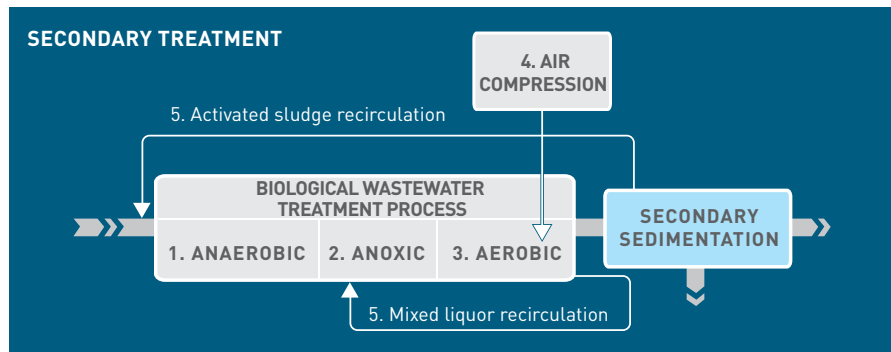 SECONDARY TREATMENT
4. AIR
COMPRESSION
5. Activated sludge recirculation
BIOLOGICAL WASTEWATER
TREATMENT PROCESS
1. ANAEROBIC
2. ANOXIC
3. AEROBIC
SECONDARY
SEDIMENTATION
5. Mixed liquor recirculation